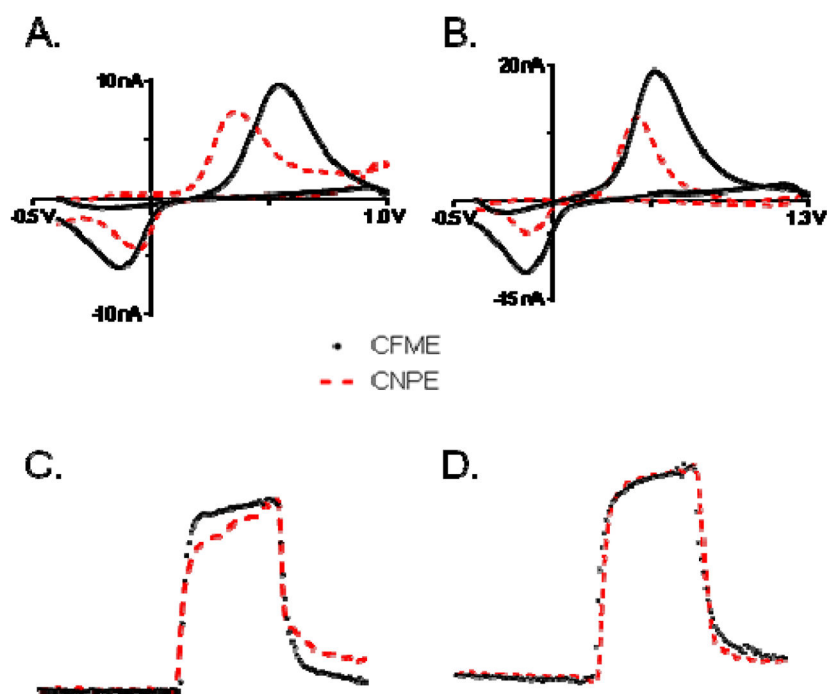 A.
B.
10nA
20nA
-0.5V
1.0V
-0.5V
1.3V
-10nA
-15nA
CFME
CNPE
C.
D.